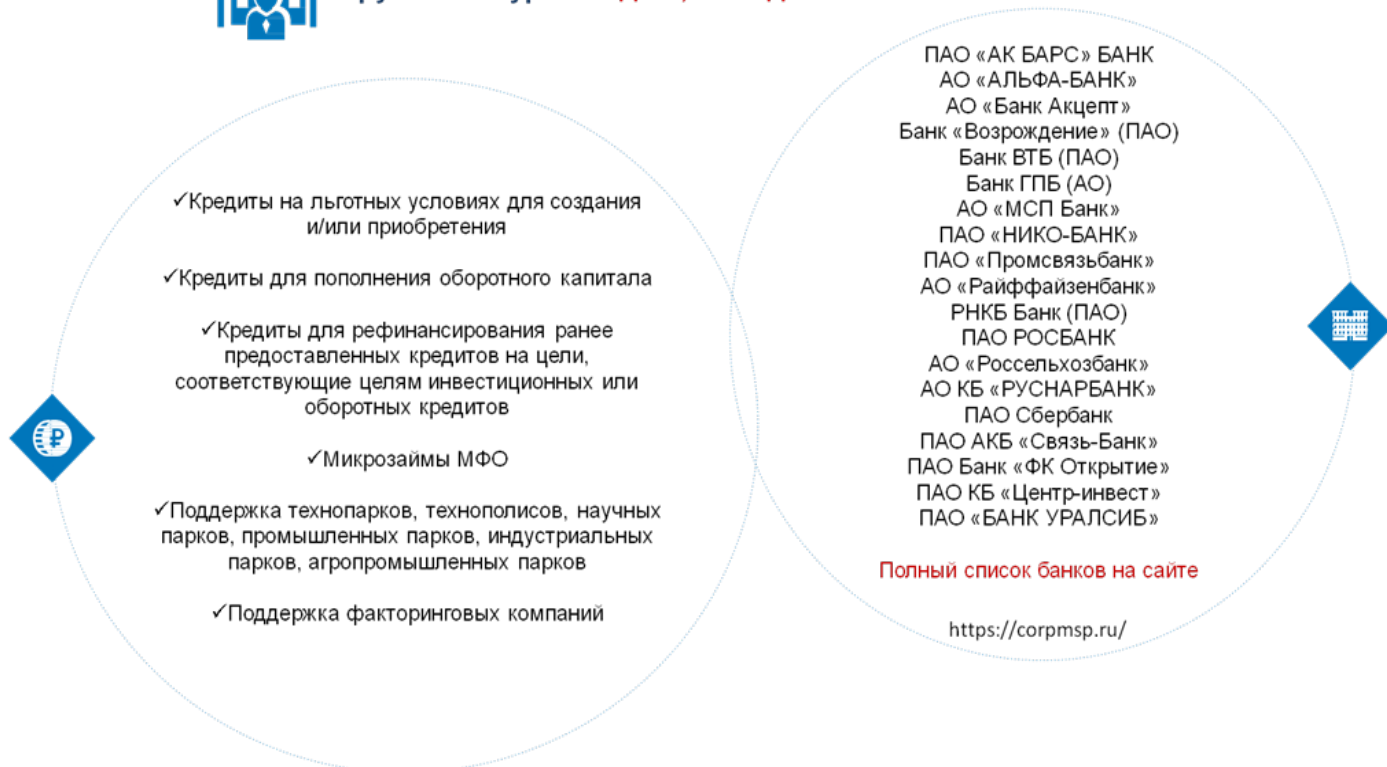 ✓Кредиты на льготных условиях для создания
и/или приобретения
✓Кредиты для пополнения оборотного капитала
✓Кредиты для рефинансирования ранее
предоставленных кредитов на цели,
соответствующие целям инвестиционных или
оборотных кредитов
✓Микрозаймы МФО
✓Поддержка технопарков, технополисов, научных
парков, промышленных парков, индустриальных
парков, агропромышленных парков
✓Поддержка факторинговых компаний
ПАО «АК БАРС» БАНК
АО «АЛЬФА-БАНК»
АО «Банк Акцепт»
Банк «Возрождение» (ПАО)
Банк ВТБ (ПАО)
Банк ГПБ (АО)
АО «МСП Банк»
ПАО «НИКО-БАНК»
ПАО «Промсвязьбанк»
АО «Райффайзенбанк»
РНКБ Банк (ПАО)
ПАО РОСБАНК
АО «Россельхозбанк»
АО КБ «РУСНАРБАНК»
ПАО Сбербанк
ПАО АКБ «Связь-Банк»
ПАО Банк «ФК Открытие»
ПАО КБ «Центр-инвест»
ПАО «БАНК УРАЛСИБ»
Полный список банков на сайте
https://corpmsp.ru/